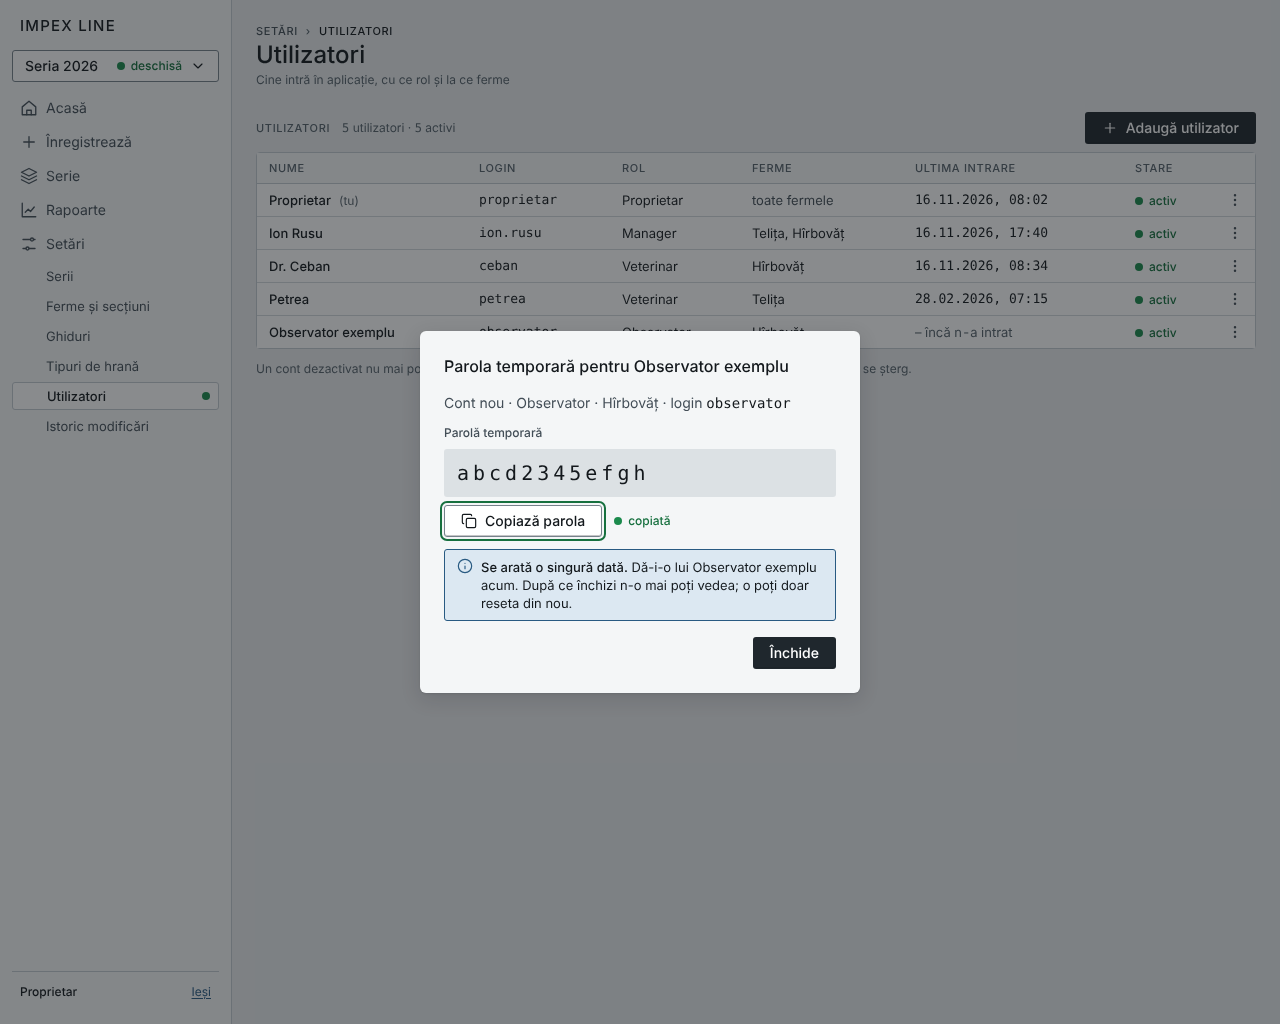 IMPEX LINE
Seria 2026 deschisă
Acasă
Înregistrează
Serie
Rapoarte
Setări
Serii
Ferme și secțiuni
Ghiduri
Tipuri de hrană
Utilizatori
Istoric modificări
Proprietar Ieși
SETĂRI › UTILIZATORI
Utilizatori
Cine intră în aplicație, cu ce rol și la ce ferme
UTILIZATORI 5 utilizatori · 5 activi
+ Adaugă utilizator
NUME LOGIN ROL FERME ULTIMA INTRARE STARE
Proprietar (tu) proprietar Proprietar toate fermele 16.11.2026, 08:02 activ
Ion Rusu ion.rusu Manager Telița, Hîrbovăț 16.11.2026, 17:40 activ
Dr. Ceban ceban Veterinar Hîrbovăț 16.11.2026, 08:34 activ
Petrea petrea Veterinar Telița 28.02.2026, 07:15 activ
Observator exemplu observator Observator Hîrbovăț – încă n-a intrat activ
Un cont dezactivat nu mai se șterg.
Parola temporară pentru Observator exemplu
Cont nou · Observator · Hîrbovăț · login observator
Parolă temporară
abcd2345efgh
Copiază parola copiată
Se arată o singură dată. Dă-i-o lui Observator exemplu
acum. După ce închizi n-o mai poți vedea; o poți doar
reseta din nou.
Închide